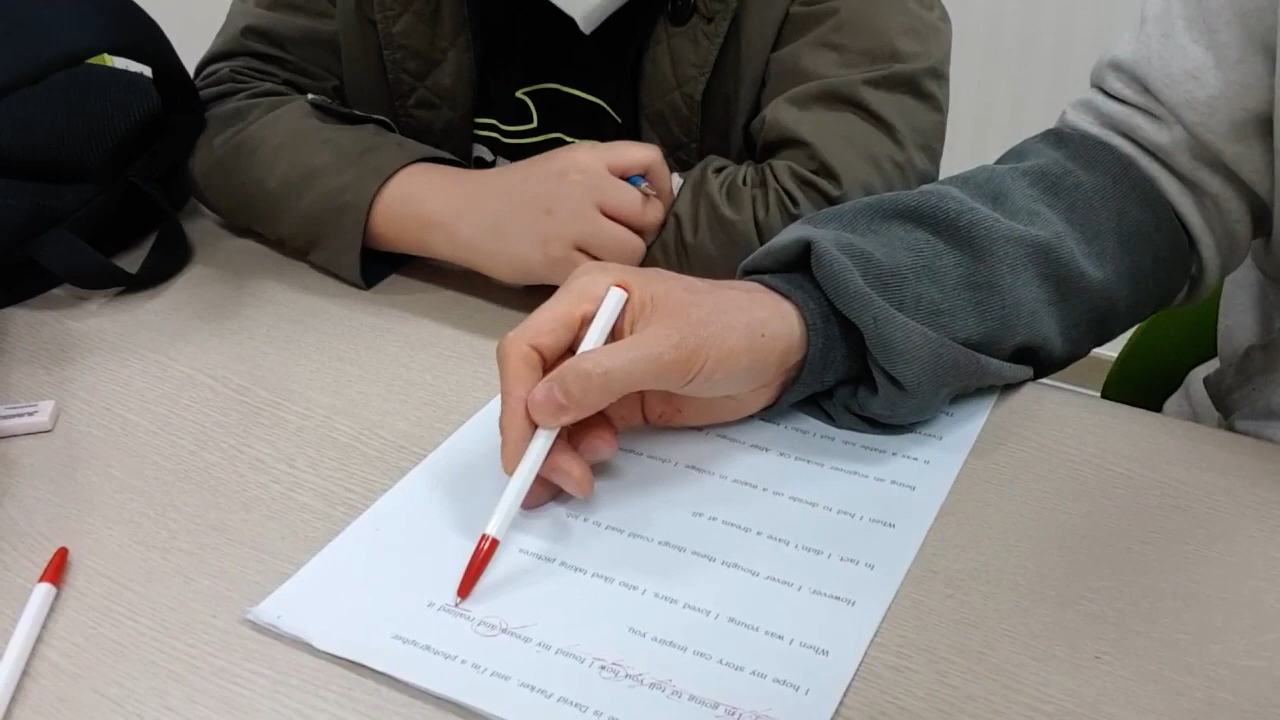 is David Parker, and I'm a photographer.
I'm going to tell you how I found my dream and realized it.
I hope my story can inspire you.
When I was young, I loved stars. I also liked taking pictures.
However, I never thought these things could lead to a job.
In fact, I didn't have a dream at all.
When I had to decide on a major in college, I chose
Being an engineer looked OK. After college, I
It was a stable job, but I didn't